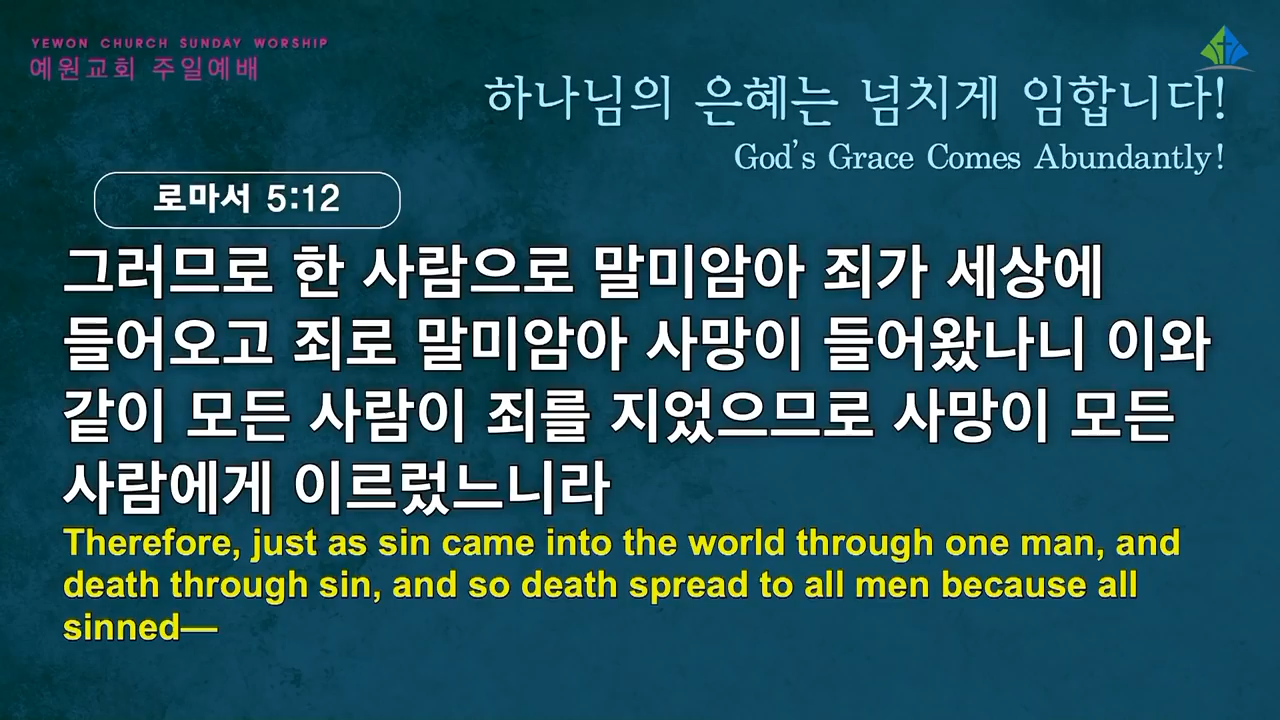 YEWON CHURCH SUNDAY WORSHIP
예원교회 주일예배
하나님의 은혜는 넘치게 임합니다!
God's Grace Comes Abundantly!
로마서 5:12
그러므로 한 사람으로 말미암아 죄가 세상에
들어오고 죄로 말미암아 사망이 들어왔나니 이와
같이 모든 사람이 죄를 지었으므로 사망이 모든
사람에게 이르렀느니라
Therefore, just as sin came into the world through one man, and
death through sin, and so death spread to all men because all
sinned—